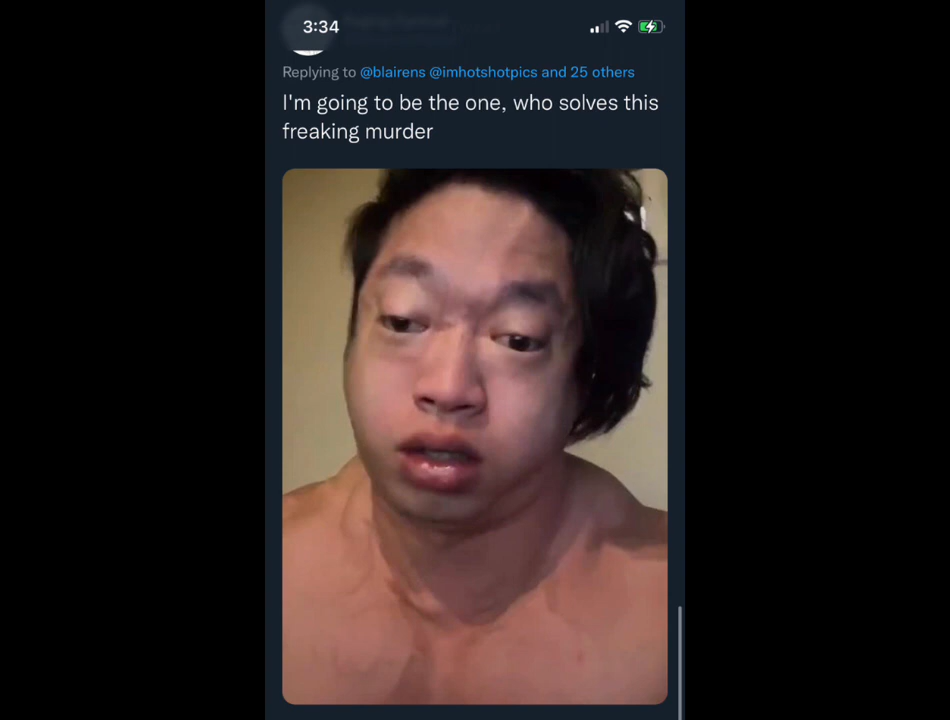 3:34
Replying to @blairens @imhotshotpics and 25 others
I'm going to be the one, who solves this
freaking murder